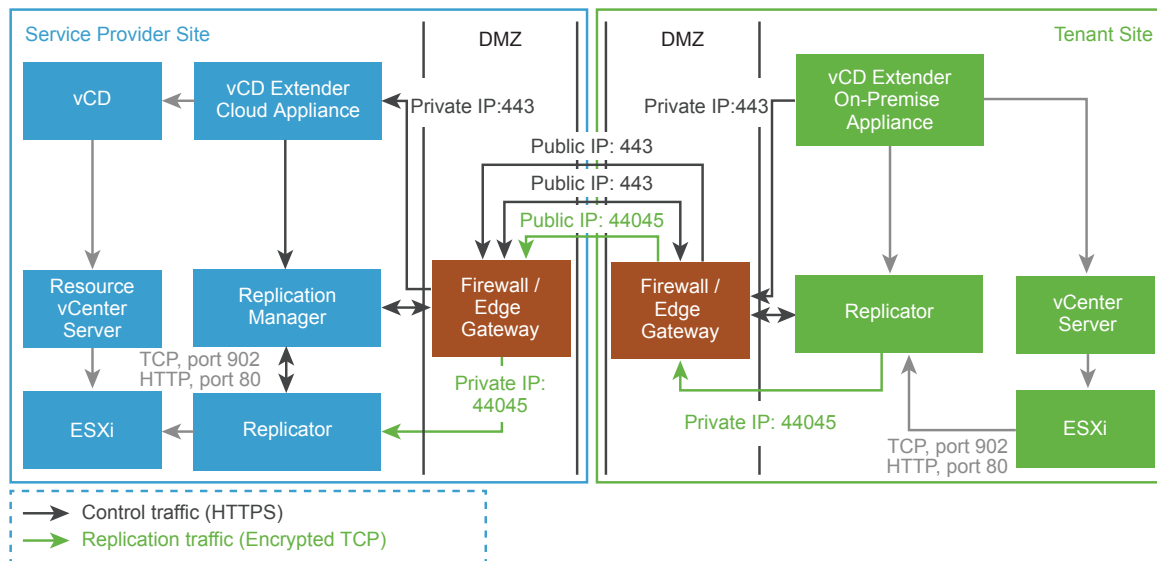 Service Provider Site
DMZ
DMZ
Tenant Site
vCD
vCD Extender
Cloud Appliance
Private IP:443
Private IP:443
vCD Extender
On-Premise
Appliance
Public IP: 443
Public IP: 443
Public IP: 44045
Resource
vCenter
Server
Replication
Manager
Firewall /
Edge
Gateway
Firewall /
Edge
Gateway
Replicator
vCenter
Server
TCP, port 902
HTTP, port 80
Private IP:
44045
Private IP: 44045
ESXi
Replicator
ESXi
TCP, port 902
HTTP, port 80
Control traffic (HTTPS)
Replication traffic (Encrypted TCP)